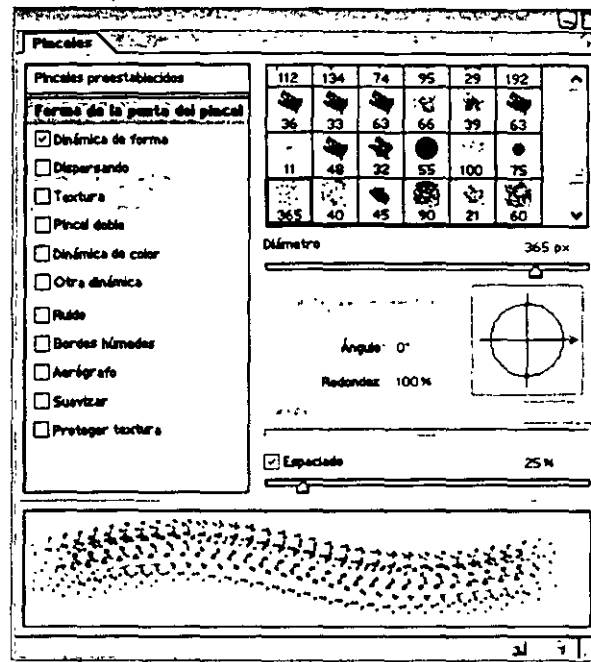 Pinceles
Pinceles preestablecidos
Forma de la punta del pincel
Dinámica de forma
Dispersando
Textura
Pincel doble
Dinámica de color
Otra dinámica
Ruido
Bordes húmedos
Aerógrafo
Suavizar
Proteger textura
112 134 74 95 29 192
36 33 63 66 39 63
11 48 32 55 100 75
365 40 45 90 21 60
Diámetro 365 px
Ángulo: 0°
Redondez 100%
Espaciado 25%